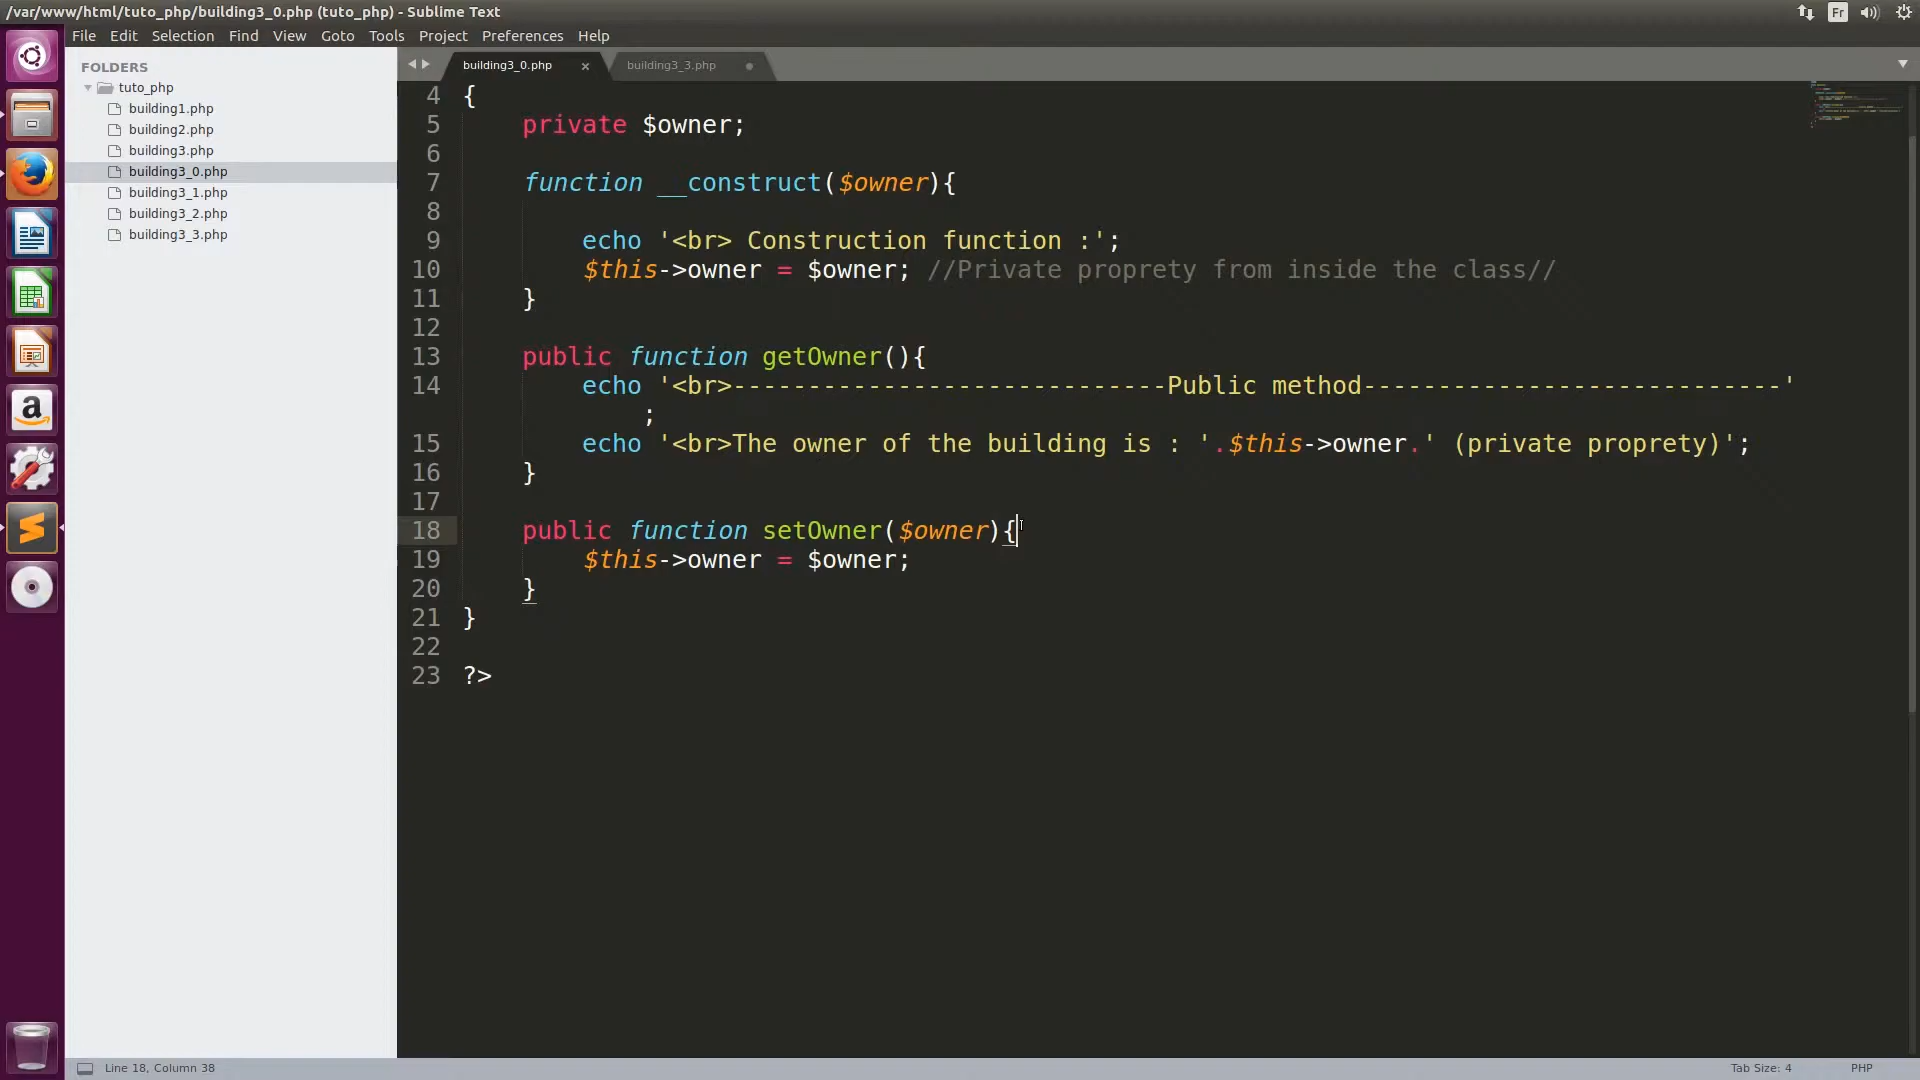 /var/www/html/tuto_php/building3_0.php (tuto_php) - Sublime Text
Fr
File Edit Selection Find View Goto Tools Project Preferences Help
FOLDERS
tuto_php
building1.php
building2.php
building3.php
building3_0.php
building3_1.php
building3_2.php
building3_3.php
building3_0.php × building3_3.php
4 {
5 private $owner;
6
7 function __construct($owner){
8
9 echo '<br> Construction function :';
10 $this->owner = $owner; //Private proprety from inside the class//
11 }
12
13 public function getOwner(){
14 echo '<br>-----------------------------Public method----------------------------'
;
15 echo '<br>The owner of the building is : '.$this->owner.' (private proprety)';
16 }
17
18 public function setOwner($owner){
19 $this->owner = $owner;
20 }
21 }
22
23 ?>
Line 18, Column 38 Tab Size: 4 PHP